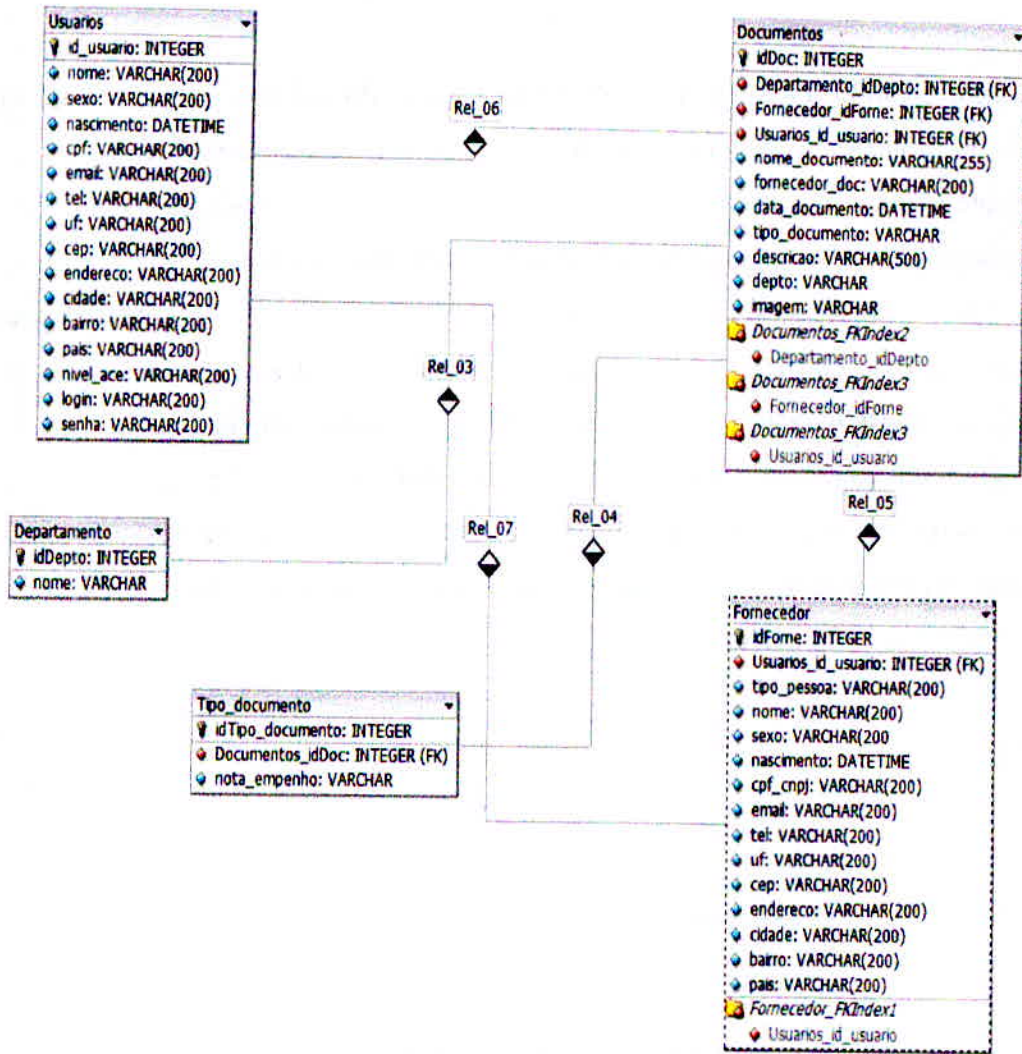 Usuarios
id_usuario: INTEGER
nome: VARCHAR(200)
sexo: VARCHAR(200)
nascimento: DATETIME
cpf: VARCHAR(200)
email: VARCHAR(200)
tel: VARCHAR(200)
uf: VARCHAR(200)
cep: VARCHAR(200)
endereco: VARCHAR(200)
cidade: VARCHAR(200)
bairro: VARCHAR(200)
pais: VARCHAR(200)
nivel_ace: VARCHAR(200)
login: VARCHAR(200)
senha: VARCHAR(200)
Rel_06
Documentos
idDoc: INTEGER
Departamento_idDepto: INTEGER (FK)
Fornecedor_idForne: INTEGER (FK)
Usuarios_id_usuario: INTEGER (FK)
nome_documento: VARCHAR(255)
fornecedor_doc: VARCHAR(200)
data_documento: DATETIME
tipo_documento: VARCHAR
descricao: VARCHAR(500)
depto: VARCHAR
imagem: VARCHAR
Documentos_FKIndex2
Departamento_idDepto
Documentos_FKIndex3
Fornecedor_idForne
Documentos_FKIndex3
Usuarios_id_usuario
Rel_03
Rel_07
Rel_04
Rel_05
Departamento
idDepto: INTEGER
nome: VARCHAR
Tipo_documento
idTipo_documento: INTEGER
Documentos_idDoc: INTEGER (FK)
nota_empenho: VARCHAR
Fornecedor
idForne: INTEGER
Usuarios_id_usuario: INTEGER (FK)
tipo_pessoa: VARCHAR(200)
nome: VARCHAR(200)
sexo: VARCHAR(200
nascimento: DATETIME
cpf_cnpj: VARCHAR(200)
email: VARCHAR(200)
tel: VARCHAR(200)
uf: VARCHAR(200)
cep: VARCHAR(200)
endereco: VARCHAR(200)
cidade: VARCHAR(200)
bairro: VARCHAR(200)
pais: VARCHAR(200)
Fornecedor_FKIndex1
Usuarios_id_usuario